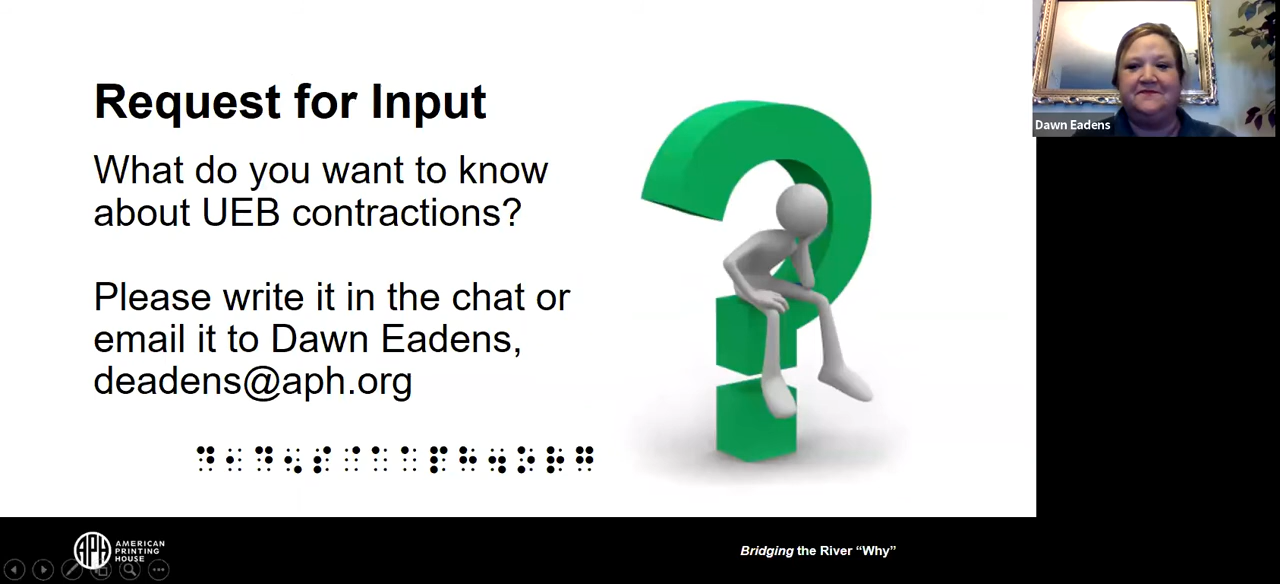 Request for Input
What do you want to know
about UEB contractions?
Please write it in the chat or
email it to Dawn Eadens,
deadens@aph.org
⠙⠂⠙⠢⠎⠈⠁⠁⠏⠓⠲⠕⠗⠛
Dawn Eadens
APH
AMERICAN
PRINTING
HOUSE
Bridging the River “Why”